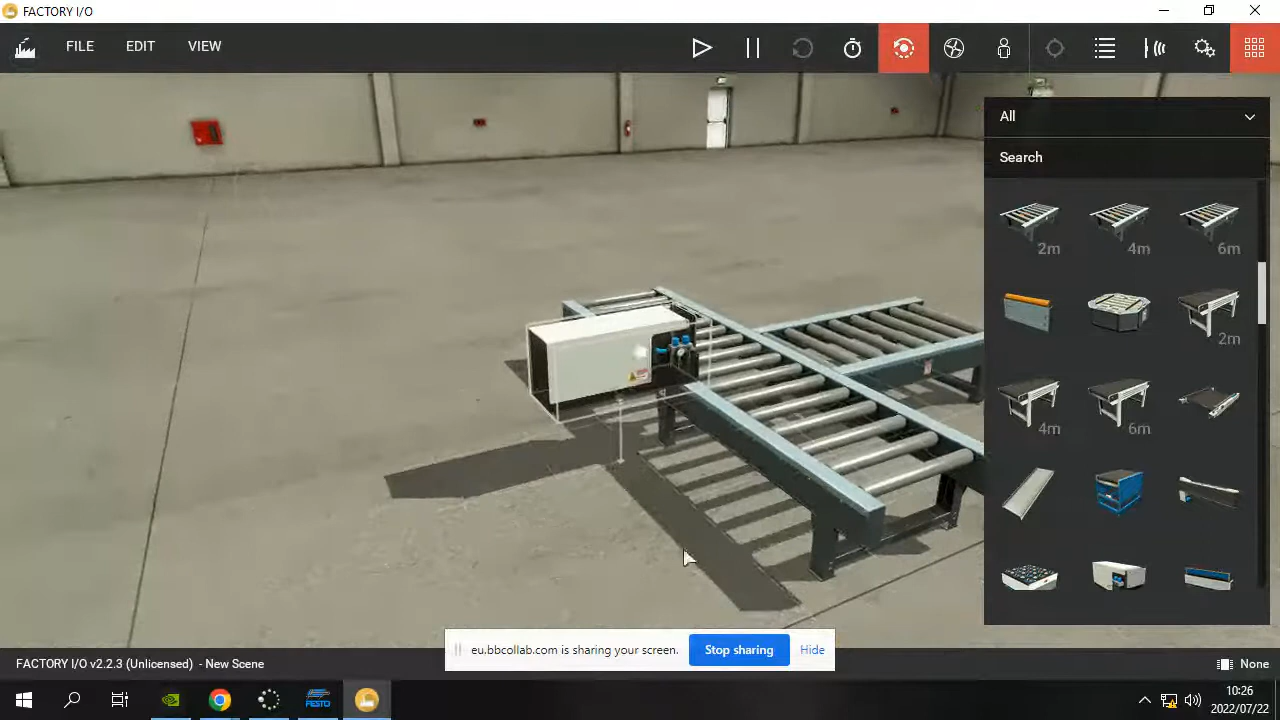 FACTORY I/O
FILE EDIT VIEW
All
Search
2m 4m 6m
2m
4m 6m
eu.bbcollab.com is sharing your screen. Stop sharing Hide
FACTORY I/O v2.2.3 (Unlicensed) - New Scene
None
FESTO
10:26
2022/07/22